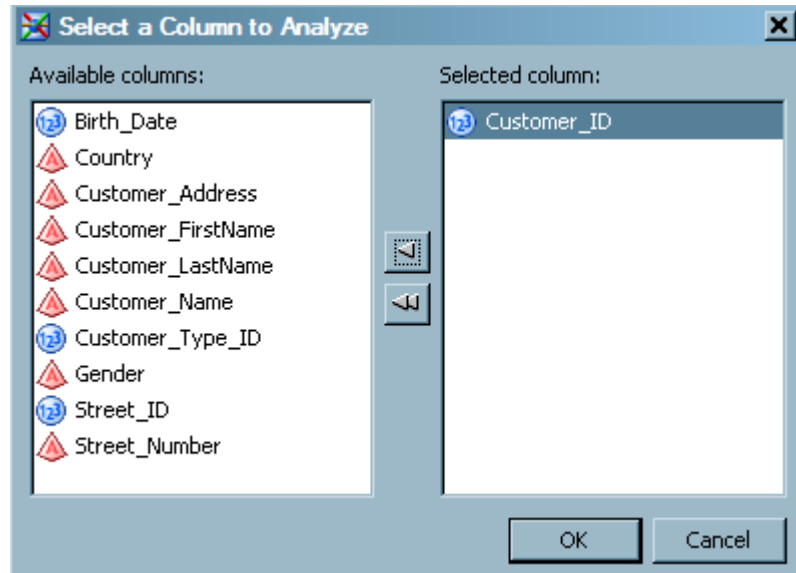 Select a Column to Analyze
Available columns:
Birth_Date
Country
Customer_Address
Customer_FirstName
Customer_LastName
Customer_Name
Customer_Type_ID
Gender
Street_ID
Street_Number
Selected column:
Customer_ID
OK
Cancel